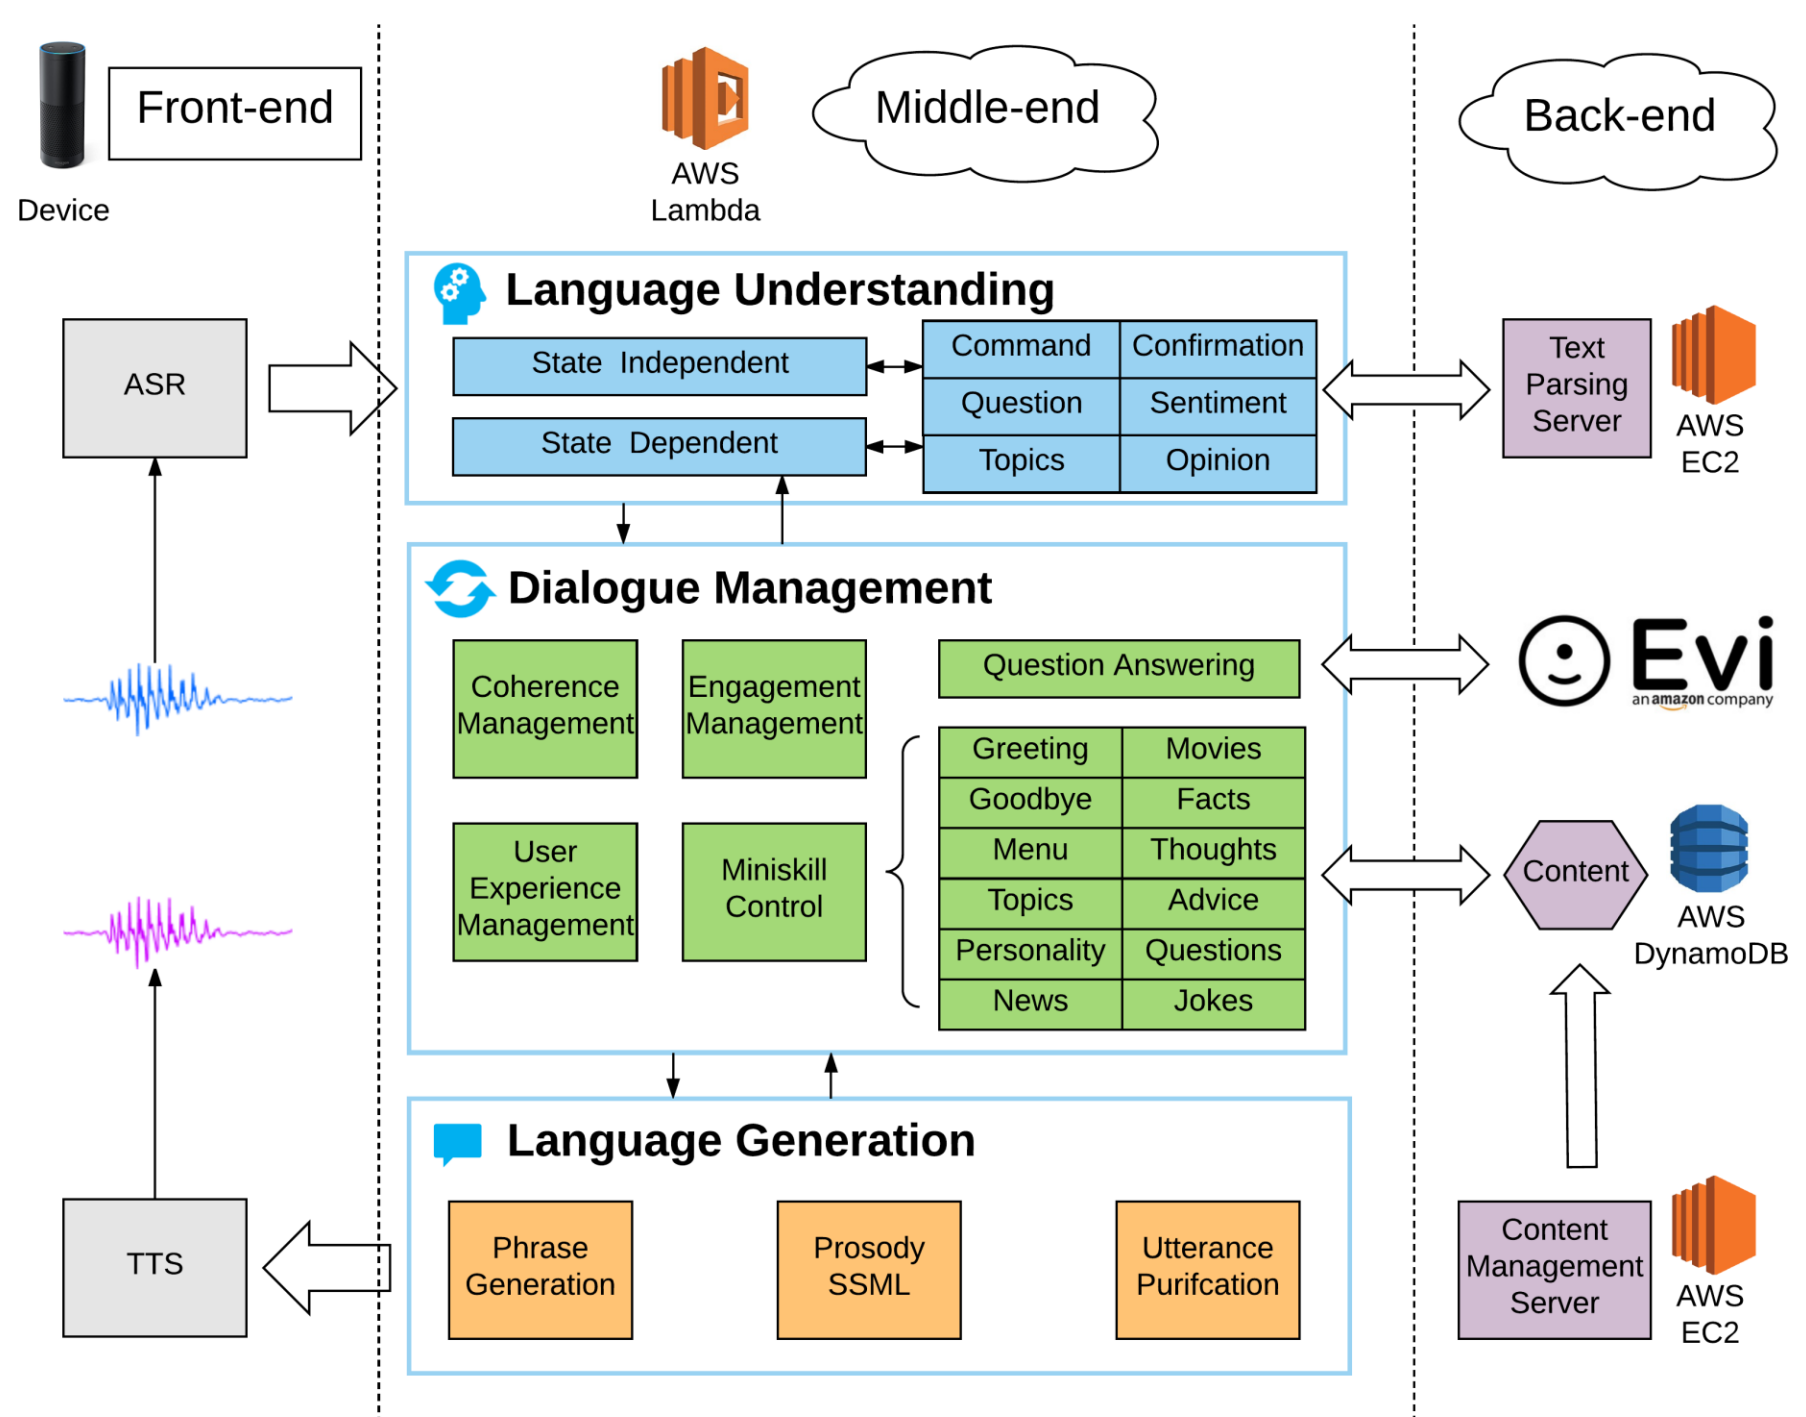 Front-end
Device
AWS
Lambda
Middle-end
Back-end
ASR
Language Understanding
State Independent
State Dependent
Command
Confirmation
Question
Sentiment
Topics
Opinion
Text
Parsing
Server
AWS
EC2
Dialogue Management
Coherence
Management
Engagement
Management
User
Experience
Management
Miniskill
Control
Question Answering
Greeting
Movies
Goodbye
Facts
Menu
Thoughts
Topics
Advice
Personality
Questions
News
Jokes
Evi
an amazon company
Content
AWS
DynamoDB
TTS
Language Generation
Phrase
Generation
Prosody
SSML
Utterance
Purifcation
Content
Management
Server
AWS
EC2